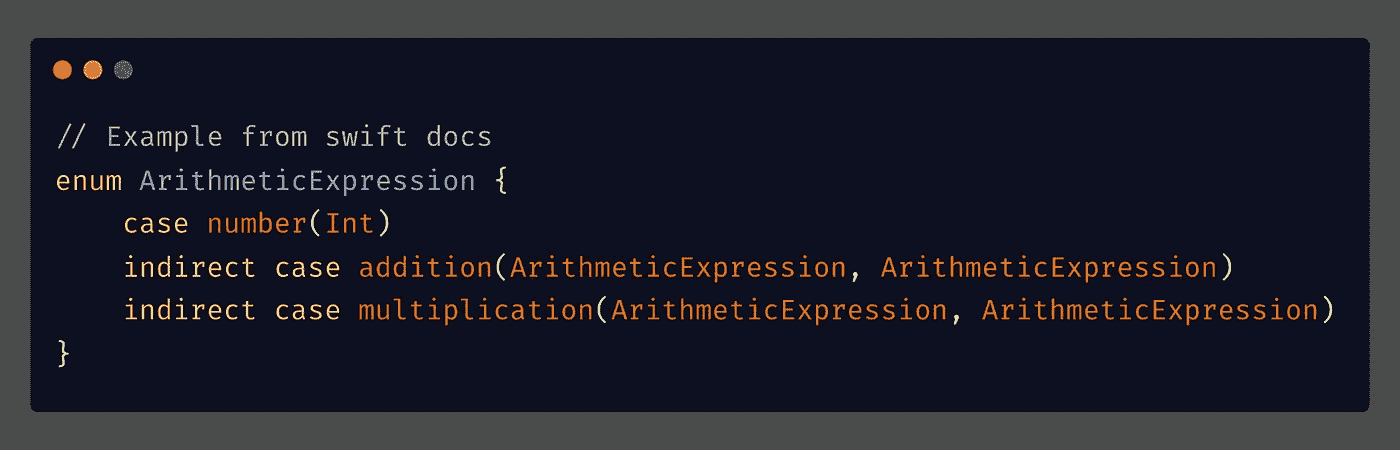 // Example from swift docs
enum ArithmeticExpression {
    case number(Int)
    indirect case addition(ArithmeticExpression, ArithmeticExpression)
    indirect case multiplication(ArithmeticExpression, ArithmeticExpression)
}